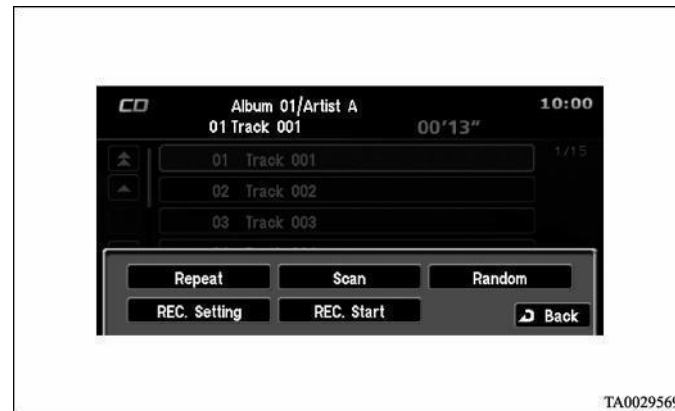 CD Album 01/Artist A 10:00
01 Track 001 00'13"
01 Track 001 1/15
02 Track 002
03 Track 003
Repeat Scan Random
REC. Setting REC. Start Back
TA0029569